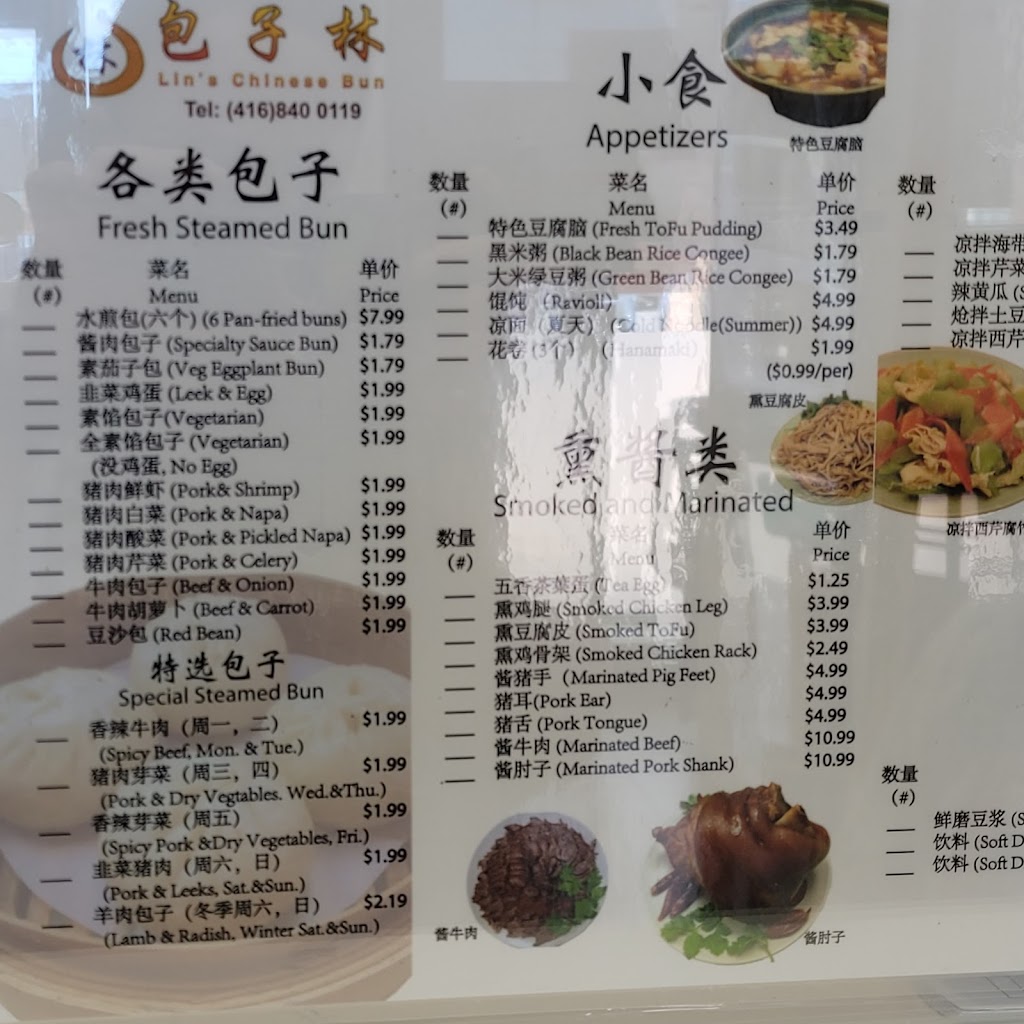 林
包子林
Lin's Chinese Bun
Tel: (416)840 0119
各类包子
Fresh Steamed Bun
数量 菜名 单价
(#) Menu Price
水煎包(六个) (6 Pan-fried buns) $7.99
酱肉包子 (Specialty Sauce Bun) $1.79
素茄子包 (Veg Eggplant Bun) $1.79
韭菜鸡蛋 (Leek & Egg) $1.99
素馅包子(Vegetarian) $1.99
全素馅包子 (Vegetarian) $1.99
(没鸡蛋, No Egg)
猪肉鲜虾 (Pork& Shrimp) $1.99
猪肉白菜 (Pork & Napa) $1.99
猪肉酸菜 (Pork & Pickled Napa) $1.99
猪肉芹菜 (Pork & Celery) $1.99
牛肉包子 (Beef & Onion) $1.99
牛肉胡萝卜 (Beef & Carrot) $1.99
豆沙包 (Red Bean) $1.99
特选包子
Special Steamed Bun
香辣牛肉（周一，二） $1.99
(Spicy Beef, Mon. & Tue.)
猪肉芽菜（周三，四） $1.99
(Pork & Dry Vegtables. Wed.&Thu.)
香辣芽菜（周五） $1.99
(Spicy Pork &Dry Vegetables, Fri.)
韭菜猪肉（周六，日） $1.99
(Pork & Leeks, Sat.&Sun.)
羊肉包子（冬季周六，日） $2.19
(Lamb & Radish, Winter Sat.&Sun.)
小食
Appetizers
特色豆腐脑
数量 菜名 单价
(#) Menu Price
特色豆腐脑 (Fresh ToFu Pudding) $3.49
黑米粥 (Black Bean Rice Congee) $1.79
大米绿豆粥 (Green Bean Rice Congee) $1.79
馄饨 （Ravioli) $4.99
凉面（夏天） (Cold Noodle(Summer)) $4.99
花卷 (3个) （Hanamaki) $1.99
($0.99/per)
熏豆腐皮
熏酱类
Smoked and Marinated
数量 菜名 单价
(#) Menu Price
五香茶葉蛋 (Tea Egg) $1.25
熏鸡腿 (Smoked Chicken Leg) $3.99
熏豆腐皮 (Smoked ToFu) $3.99
熏鸡骨架 (Smoked Chicken Rack) $2.49
酱猪手（Marinated Pig Feet) $4.99
猪耳(Pork Ear) $4.99
猪舌 (Pork Tongue) $4.99
酱牛肉 (Marinated Beef) $10.99
酱肘子 (Marinated Pork Shank) $10.99
酱牛肉
酱肘子
数量
(#)
凉拌海带
凉拌芹菜
辣黄瓜 (S
炝拌土豆
凉拌西芹
凉拌西芹腐竹
数量
(#)
鲜磨豆浆 (S
饮料 (Soft D
饮料 (Soft D